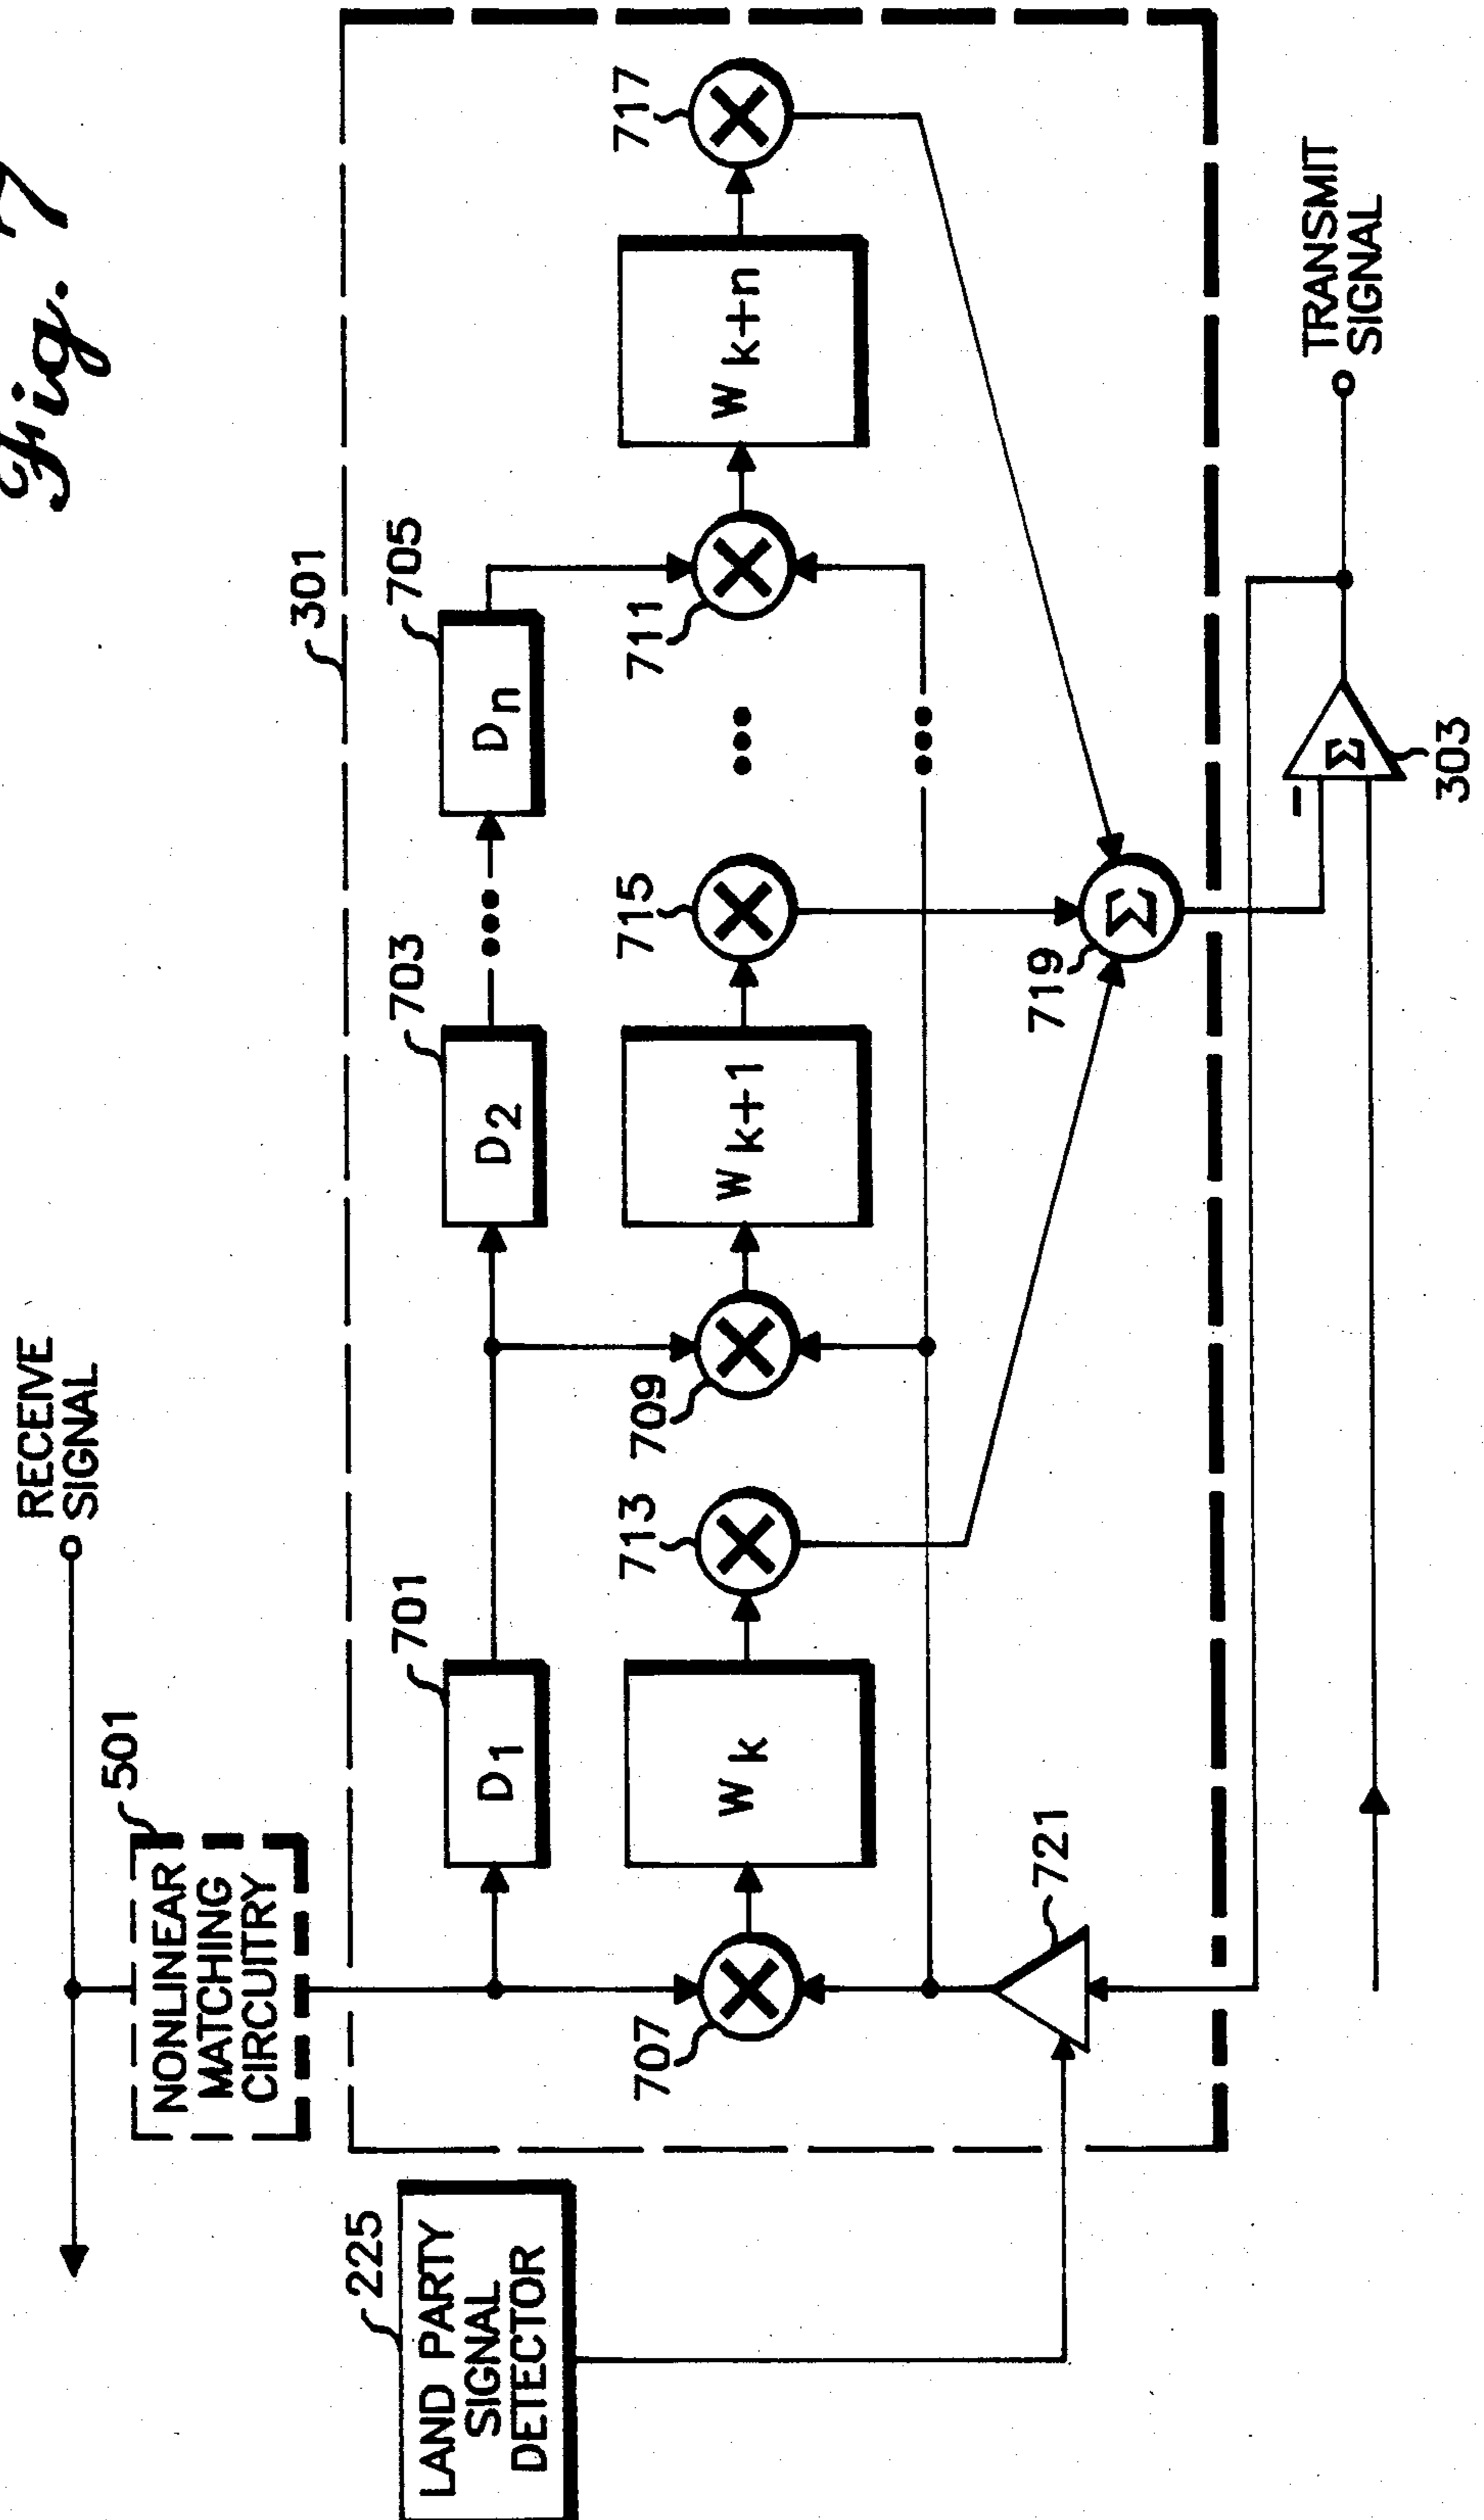 Fig. 7
RECEIVE
SIGNAL
501
NONLINEAR
MATCHING
CIRCUITRY
301
225
LAND PARTY
SIGNAL
DETECTOR
701
D1
703
D2
705
Dn
707
Wk
713
709
Wk+1
715
711
Wk+n
717
721
719
Σ
TRANSMIT
SIGNAL
–
Σ
303